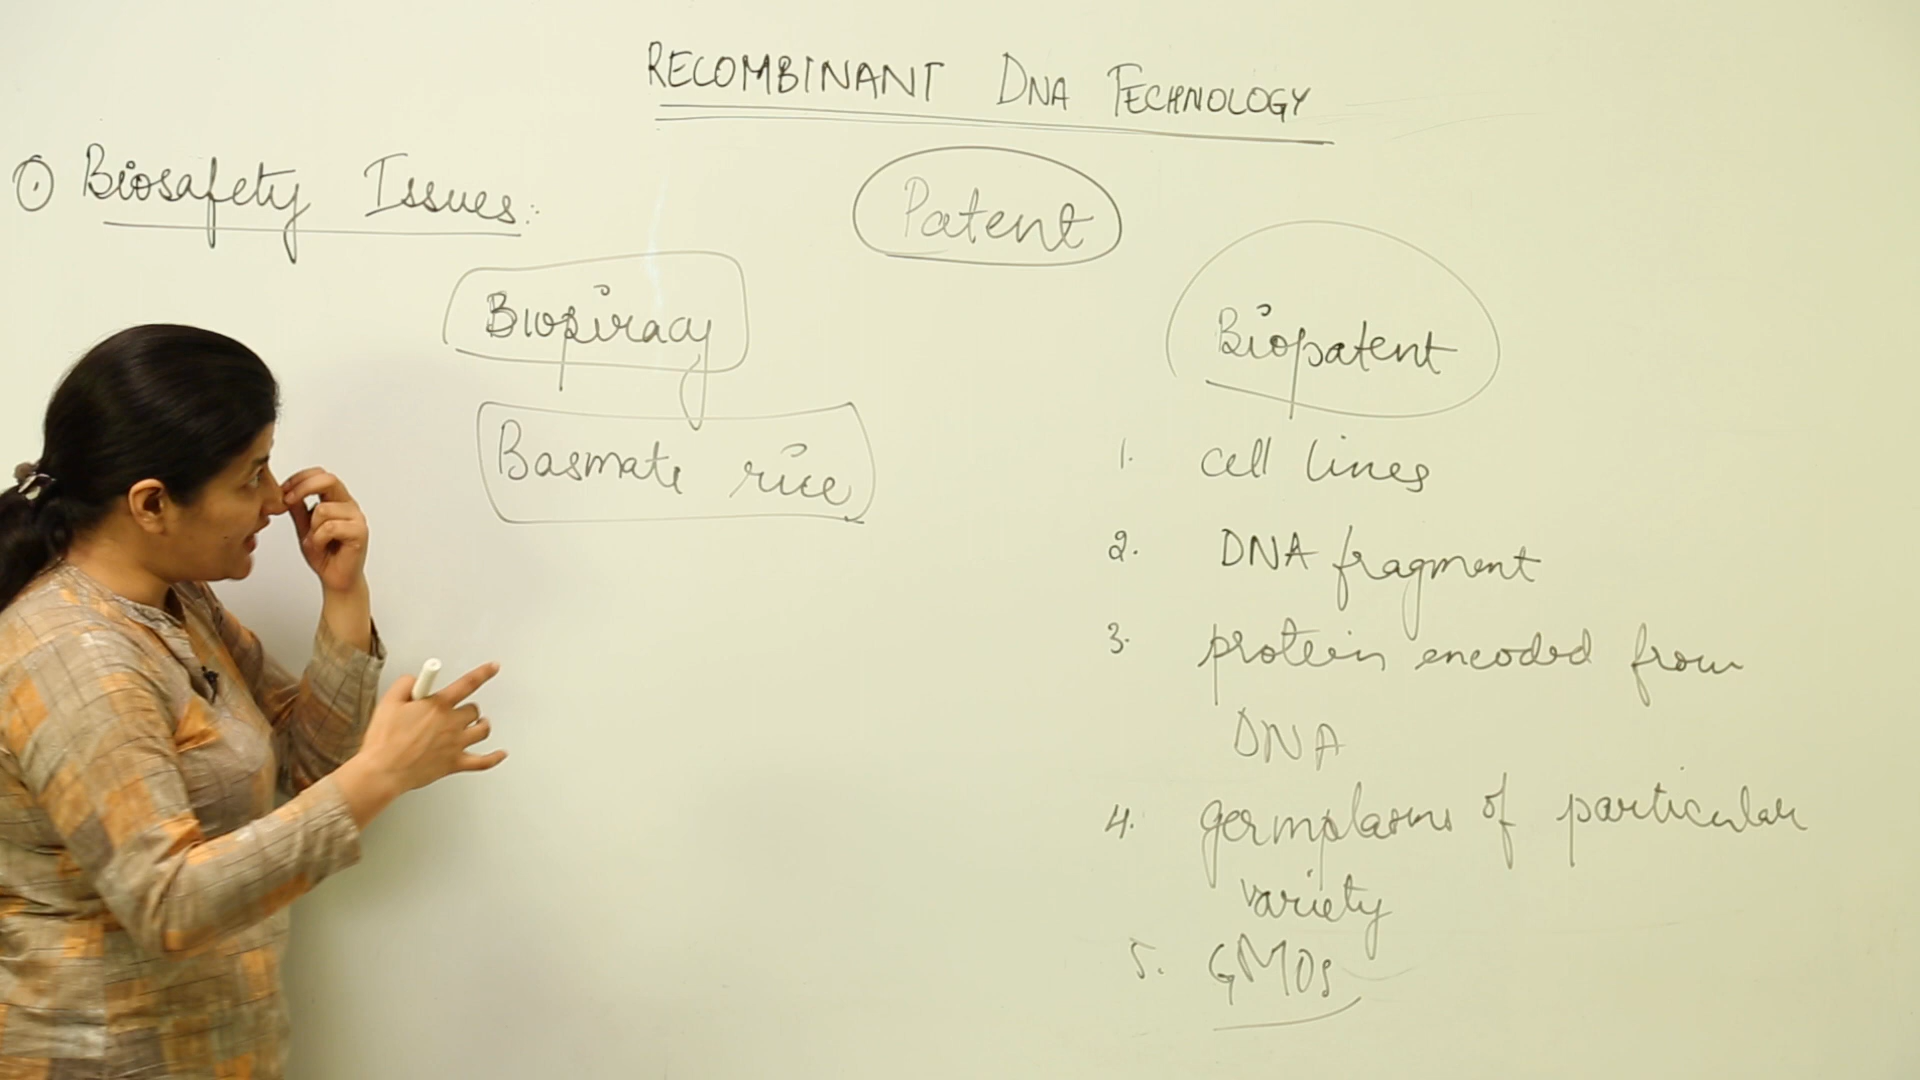 RECOMBINANT DNA TECHNOLOGY
① Biosafety Issues:
Patent
Biopiracy
Biopatent
Basmate rice
1. cell lines
2. DNA fragment
3. protein encoded from
DNA
4. germplasms of particular
variety
5. GMOs